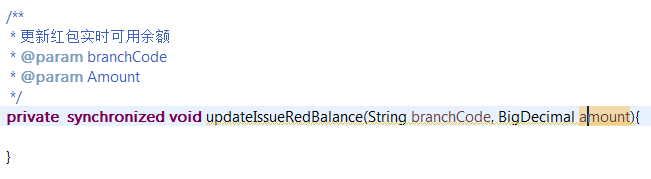 /**
* 更新红包实时可用余额
* @param branchCode
* @param Amount
*/
private synchronized void updateIssueRedBalance(String branchCode, BigDecimal amount){
}